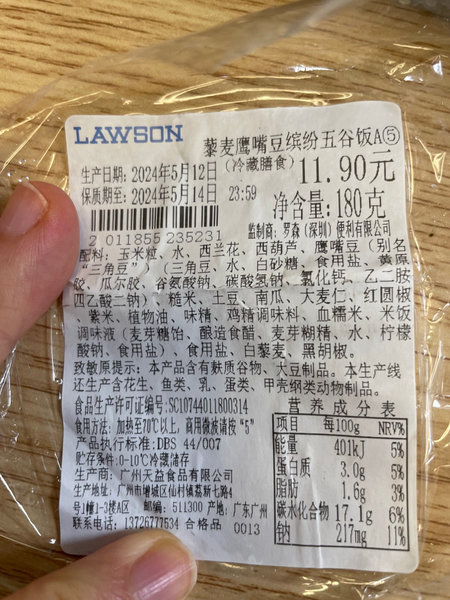 LAWSON
藜麦鹰嘴豆缤纷五谷饭A⑤
生产日期: 2024年5月12日
(冷藏膳食)
11.90元
保质期至: 2024年5月14日 23:59
净含量: 180克
监制商: 罗森(深圳)便利有限公司
2 011855 235231
配料: 玉米粒、水、西兰花、西葫芦、鹰嘴豆(别名
“三角豆”)(三角豆、水、白砂糖、食用盐、黄原
胶、瓜尔胶、谷氨酸钠、碳酸氢钠、氯化钙、乙二胺
四乙酸二钠)、糙米、土豆、南瓜、大麦仁、红圆椒
紫米、植物油、味精、鸡精调味料、血糯米、米饭
调味液(麦芽糖饴、酿造食醋、麦芽糊精、水、柠檬
酸钠、食用盐)、食用盐、白藜麦、黑胡椒。
致敏原提示: 本产品含有麸质谷物、大豆制品。本生产线
还生产含花生、鱼类、乳、蛋类、甲壳纲类动物制品。
食品生产许可证编号: SC10744011800314
食用方法: 加热至70℃以上, 商用微波请按“5”
产品执行标准: DBS 44/007
贮存条件: 0-10℃冷藏储存
生产商: 广州天益食品有限公司
生产地址: 广州市增城区仙村镇荔新七路4
号1幢1-3楼A区 邮编: 511300 产地: 广东广州
联系电话: 13726777534 合格品 0013
营养成分表
项目 每100g NRV%
能量 401kJ 5%
蛋白质 3.0g 5%
脂肪 1.6g 3%
碳水化合物 17.1g 6%
钠 217mg 11%